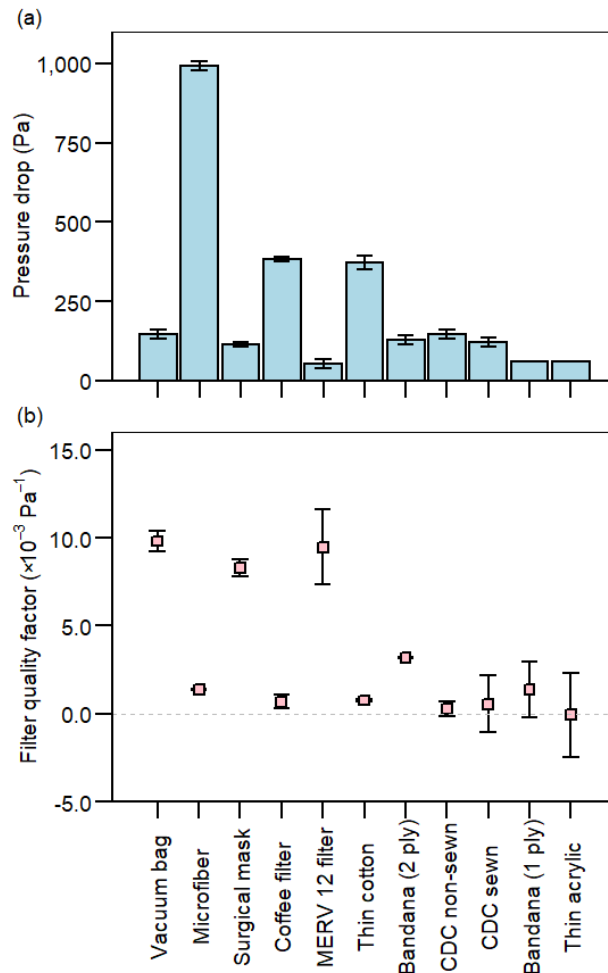 (a)
Pressure drop (Pa)
1,000
750
500
250
0
(b)
Filter quality factor (×10⁻³ Pa⁻¹)
15.0
10.0
5.0
0.0
-5.0
Vacuum bag
Microfiber
Surgical mask
Coffee filter
MERV 12 filter
Thin cotton
Bandana (2 ply)
CDC non-sewn
CDC sewn
Bandana (1 ply)
Thin acrylic